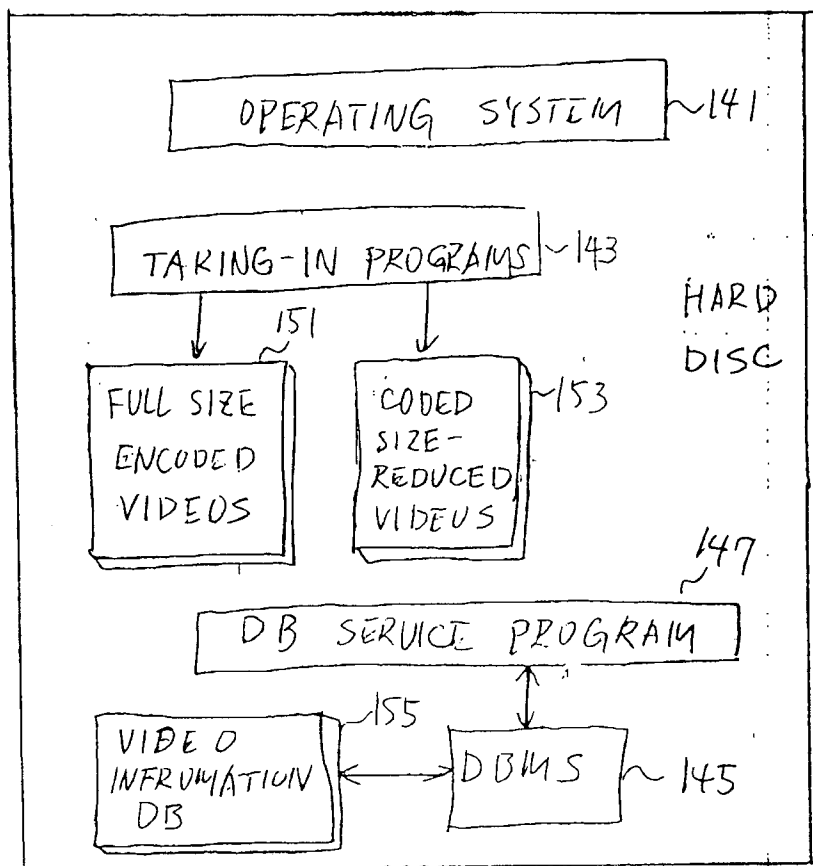 OPERATING SYSTEM 141
TAKING-IN PROGRAMS 143
HARD
DISC
151
FULL SIZE
ENCODED
VIDEOS
CODED
SIZE-
REDUCED
VIDEUS
153
147
DB SERVICE PROGRAM
155
VIDEO
INFRUMATIUN
DB
DBMS
145